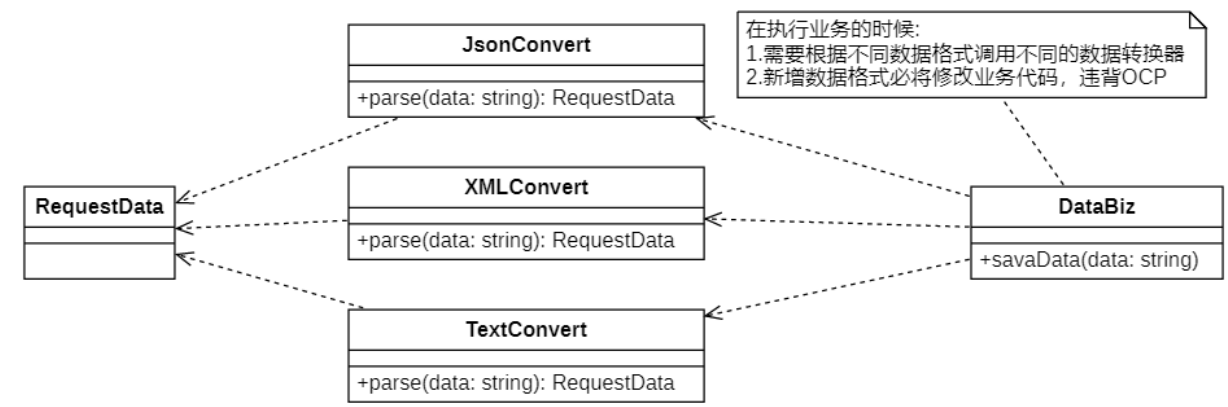 JsonConvert
+parse(data: string): RequestData
在执行业务的时候:
1.需要根据不同数据格式调用不同的数据转换器
2.新增数据格式必将修改业务代码，违背OCP
RequestData
XMLConvert
+parse(data: string): RequestData
DataBiz
+savaData(data: string)
TextConvert
+parse(data: string): RequestData